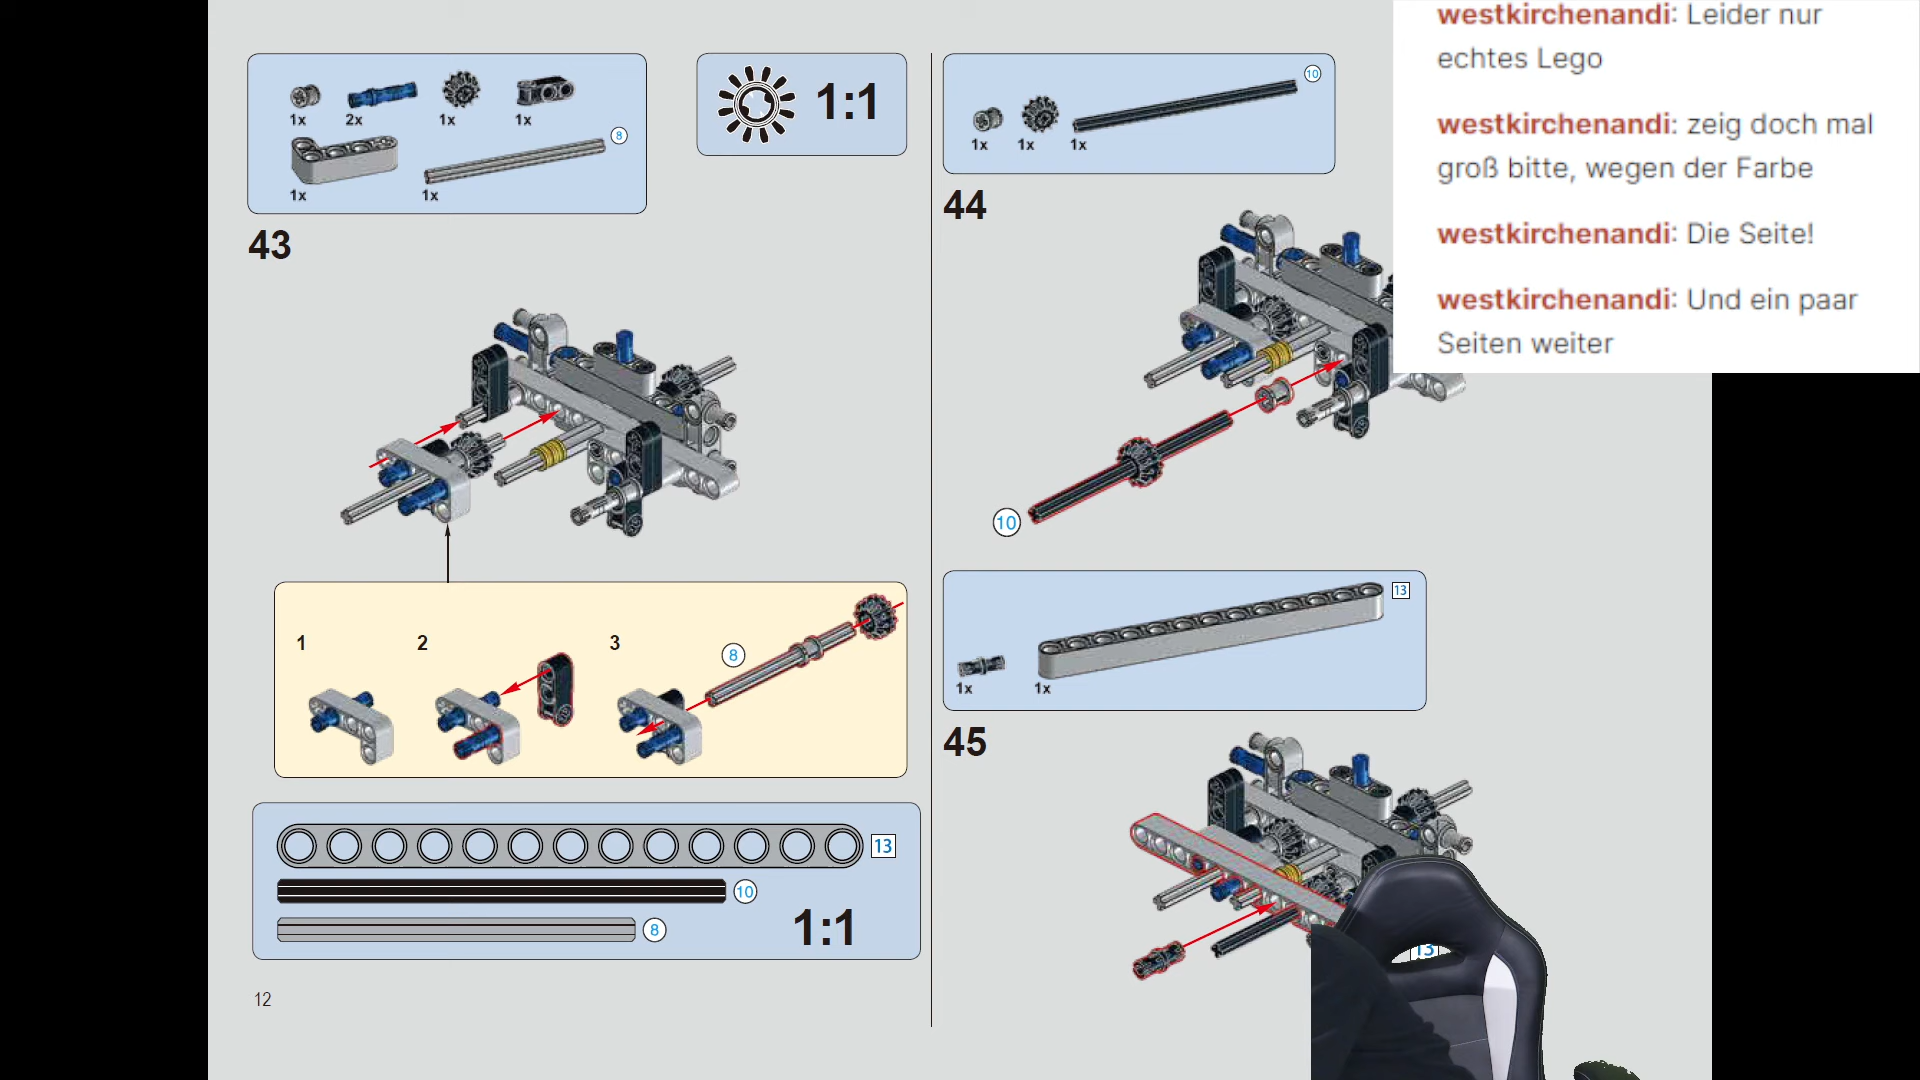 1x
2x
1x
1x
1x
1x
8
1:1
43
8
1
2
3
13
10
8
1:1
12
10
1x
1x
1x
44
10
13
1x
1x
45
13
westkirchenandi: Leider nur
echtes Lego
westkirchenandi: zeig doch mal
groß bitte, wegen der Farbe
westkirchenandi: Die Seite!
westkirchenandi: Und ein paar
Seiten weiter